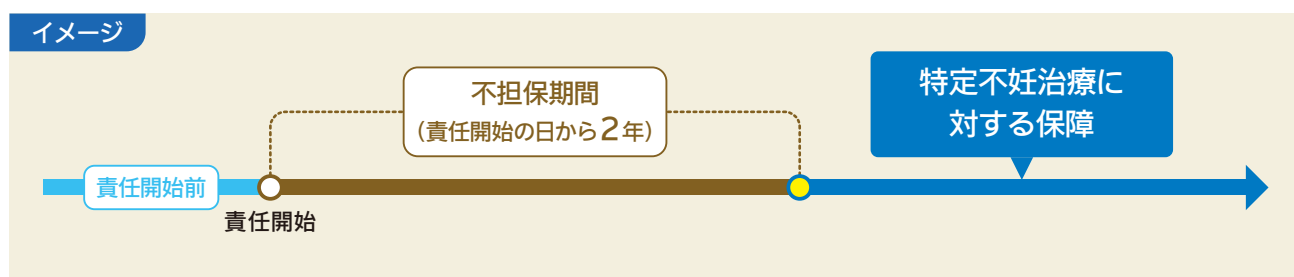 イメージ
不担保期間
（責任開始の日から2年）
特定不妊治療に
対する保障
責任開始前
責任開始